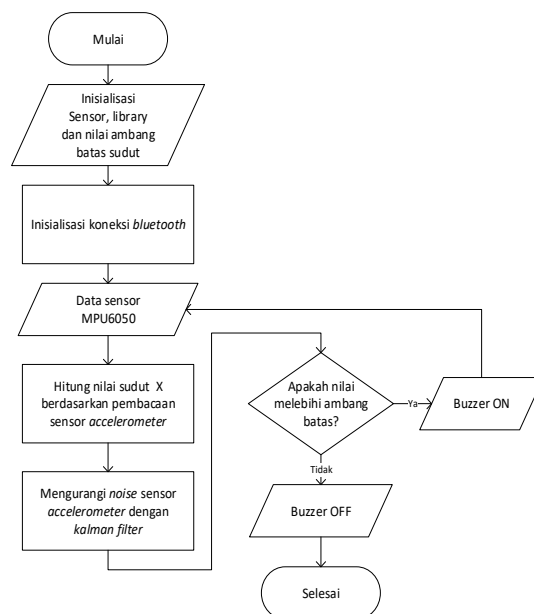 Mulai
Inisialisasi
Sensor, library
dan nilai ambang
batas sudut
Inisialisasi koneksi bluetooth
Data sensor
MPU6050
Hitung nilai sudut X
berdasarkan pembacaan
sensor accelerometer
Mengurangi noise sensor
accelerometer dengan
kalman filter
Apakah nilai
melebihi ambang
batas?
Ya
Buzzer ON
Tidak
Buzzer OFF
Selesai